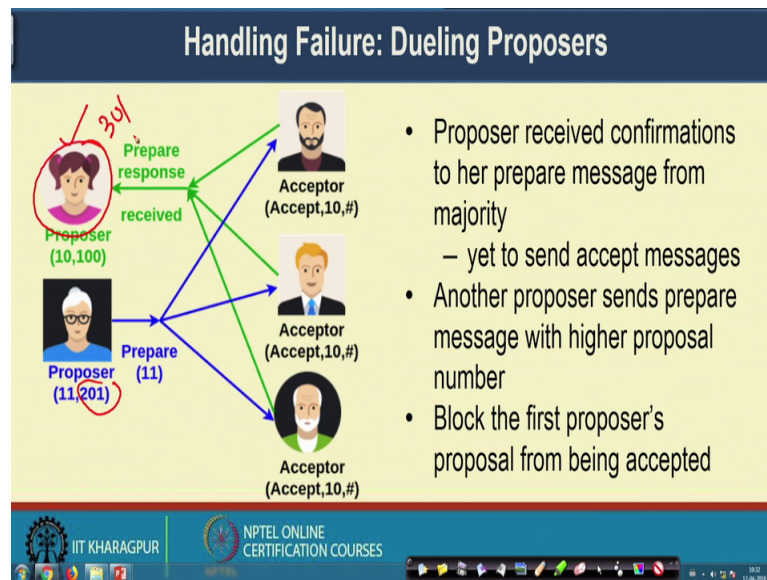 Handling Failure: Dueling Proposers
301
Prepare
response
received
Proposer
(10,100)
Proposer
(11,201)
Prepare
(11)
Acceptor
(Accept,10,#)
Acceptor
(Accept,10,#)
Acceptor
(Accept,10,#)
• Proposer received confirmations
to her prepare message from
majority
– yet to send accept messages
• Another proposer sends prepare
message with higher proposal
number
• Block the first proposer's
proposal from being accepted
IIT KHARAGPUR
NPTEL ONLINE
CERTIFICATION COURSES